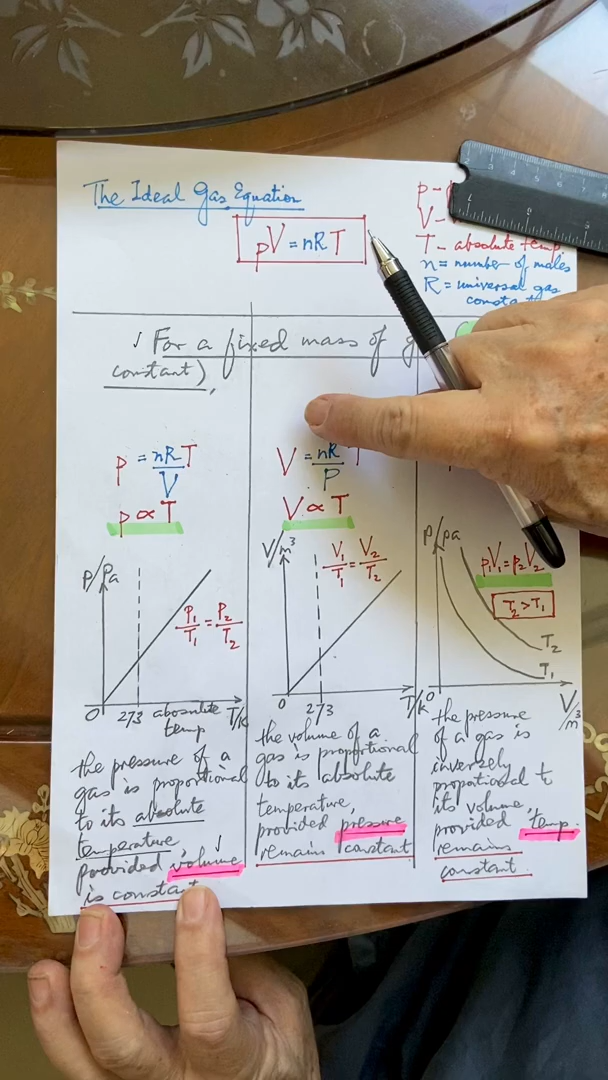 The Ideal Gas Equation
pV = nRT
p -
V -
T - absolute temp.
n = number of moles
R = universal gas
For a fixed mass of
constant),
p = nR/V T
p ∝ T
P/Pa
P₁/T₁ = P₂/T₂
0 273 absolute temp T/K
the pressure of a
gas is proportional
to its absolute
temperature
provided volume
is constant
V = nR/P T
V ∝ T
V/m³
V₁/T₁ = V₂/T₂
0 273 T/K
the volume of a
gas is proportional
to its absolute
temperature,
provided pressure
remains constant
P/pa
p₁V₁ = p₂V₂
T₂ > T₁
T₂
T₁
0 V/m³
the pressure
of a gas is
inversely
propotional to
its volume,
provided temp.
remains
constant.